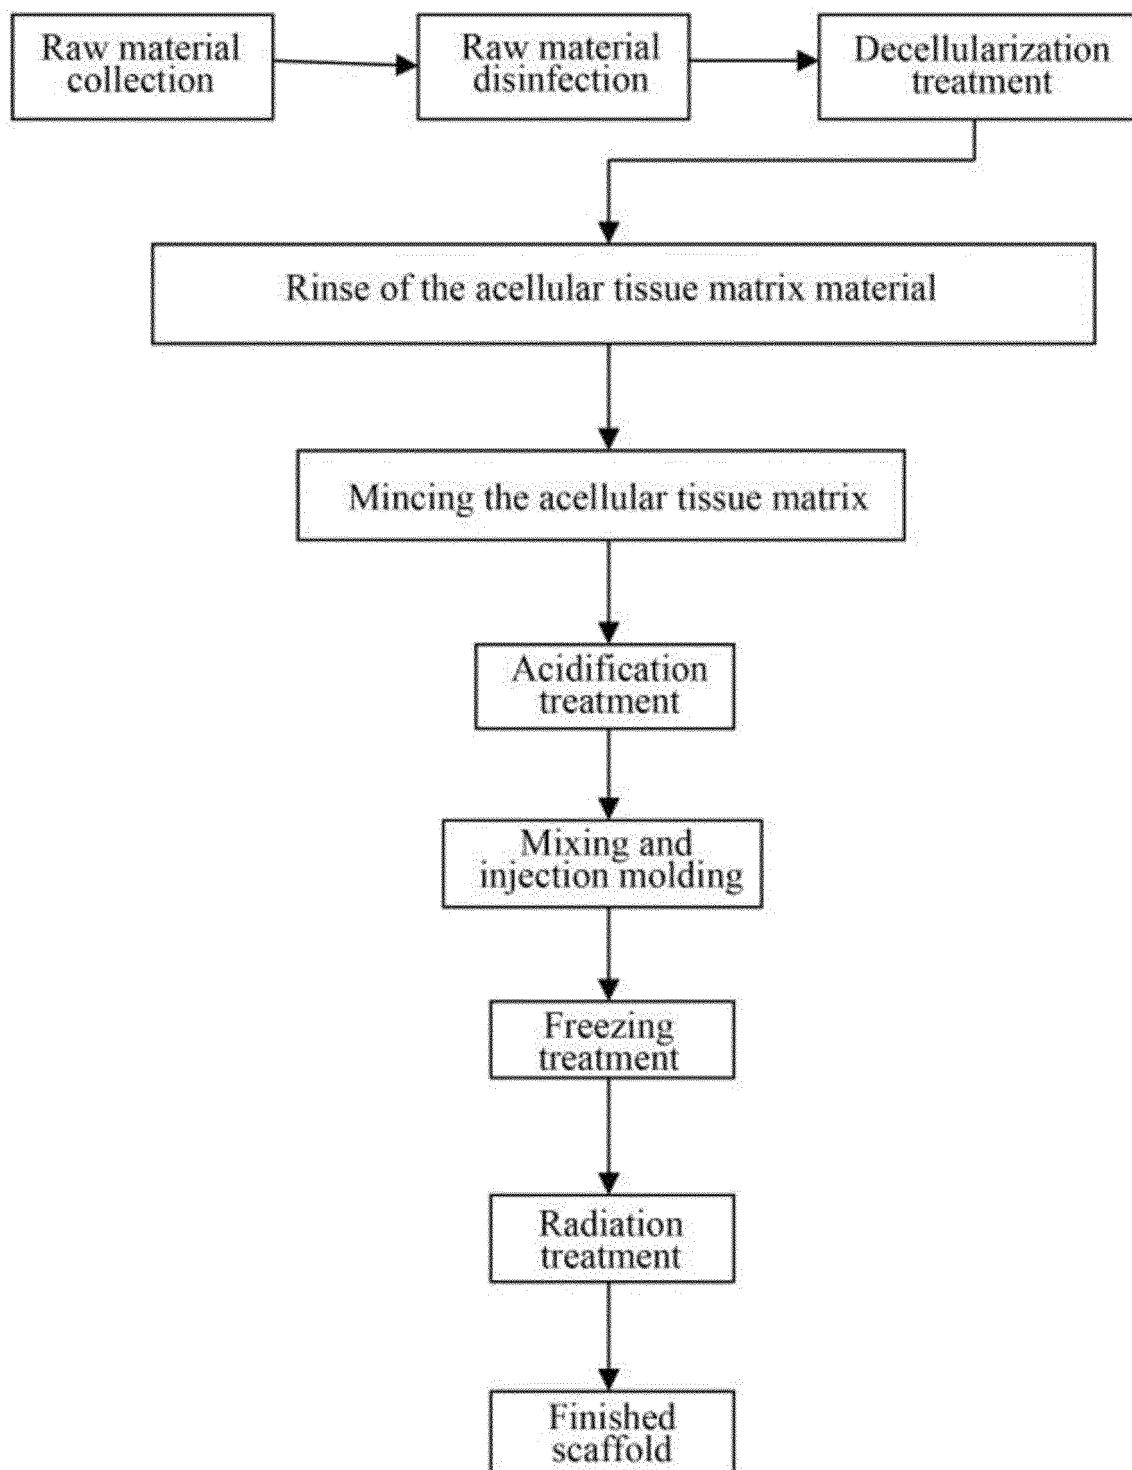 Raw material
collection
Raw material
disinfection
Decellularization
treatment
Rinse of the acellular tissue matrix material
Mincing the acellular tissue matrix
Acidification
treatment
Mixing and
injection molding
Freezing
treatment
Radiation
treatment
Finished
scaffold